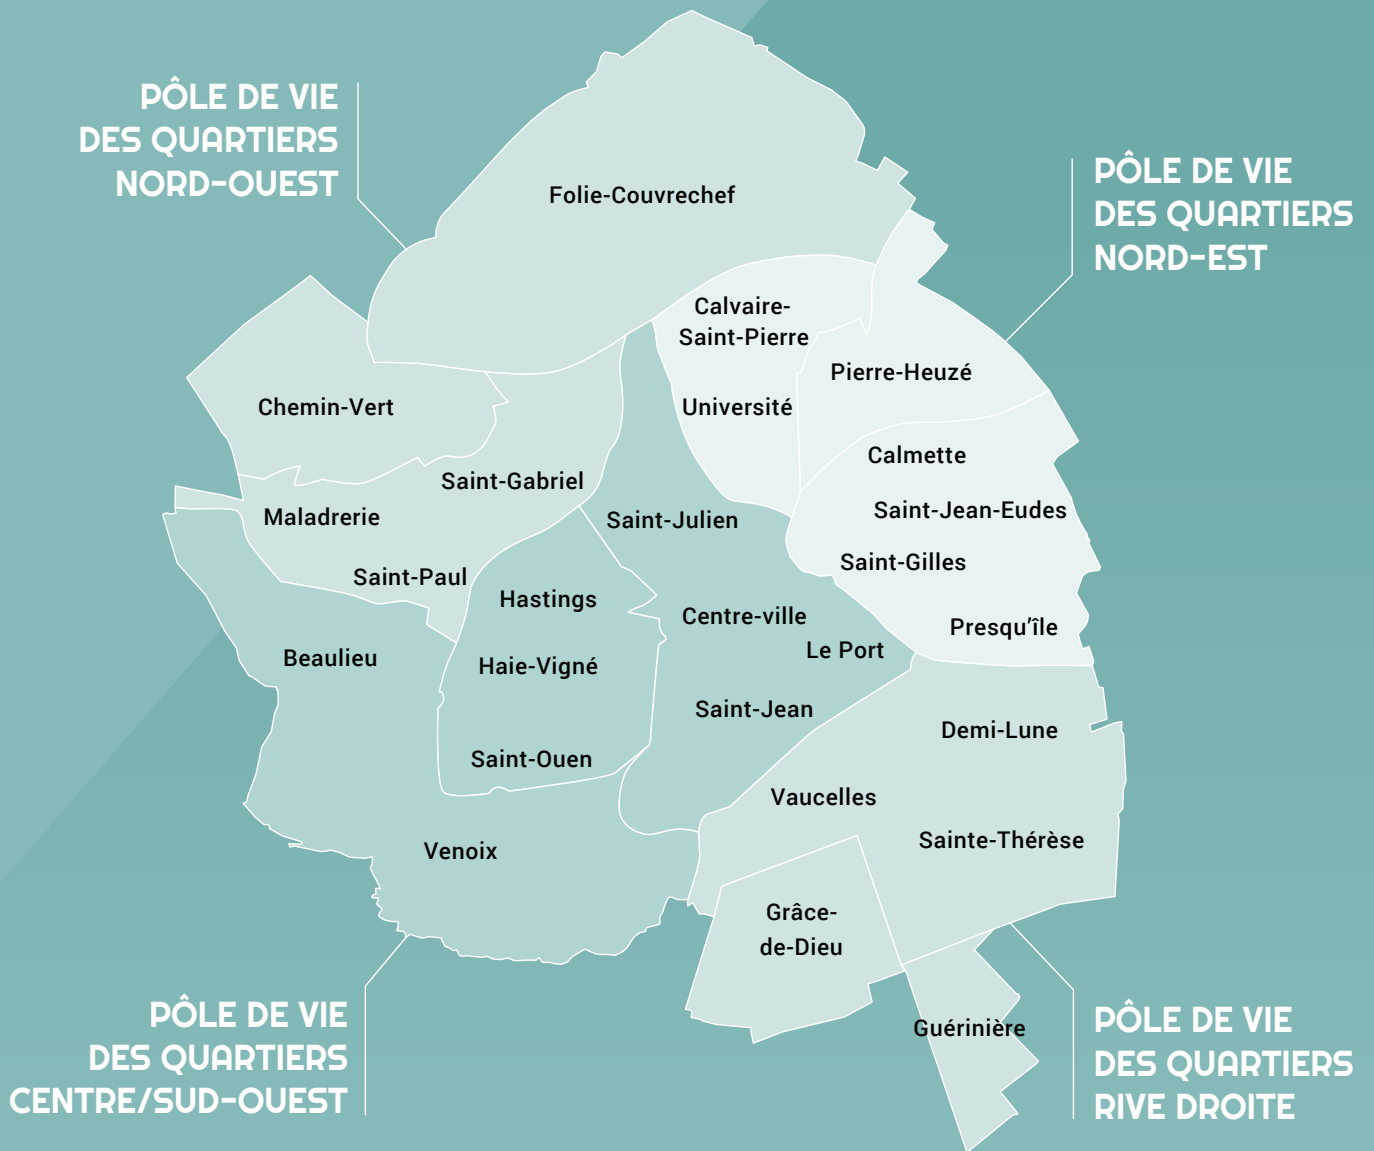 PÔLE DE VIE
DES QUARTIERS
NORD-OUEST
PÔLE DE VIE
DES QUARTIERS
NORD-EST
Folie-Couvrechef
Calvaire-
Saint-Pierre
Pierre-Heuzé
Chemin-Vert
Université
Calmette
Saint-Gabriel
Saint-Jean-Eudes
Maladrerie
Saint-Julien
Saint-Gilles
Saint-Paul
Hastings
Centre-ville
Presqu’île
Le Port
Beaulieu
Haie-Vigné
Saint-Jean
Demi-Lune
Saint-Ouen
Vaucelles
Sainte-Thérèse
Venoix
Grâce-
de-Dieu
Guérinière
PÔLE DE VIE
DES QUARTIERS
CENTRE/SUD-OUEST
PÔLE DE VIE
DES QUARTIERS
RIVE DROITE